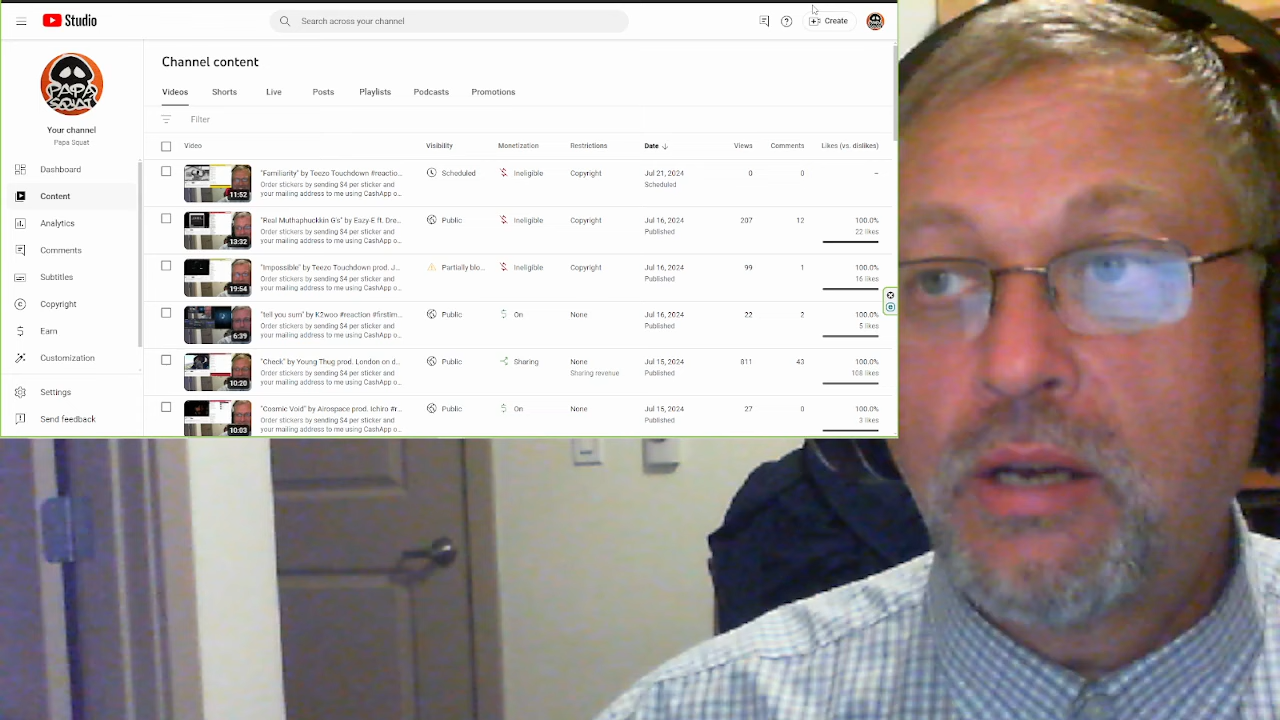 Studio
Search across your channel
Create
PAPA
SQUAT
Your channel
Papa Squat
Dashboard
Content
Analytics
Comments
Subtitles
Copyright
Earn
Customization
Settings
Send feedback
Channel content
Videos Shorts Live Posts Playlists Podcasts Promotions
Filter
Video Visibility Monetization Restrictions Date Views Comments Likes (vs. dislikes)
"Familiarity" by Teezo Touchdown #reactio... Scheduled Ineligible Copyright Jul 21, 2024 0 0 –
Order stickers by sending $4 per sticker and Scheduled
your mailing address to me using CashApp o...
11:52
"Real Muthaphuckkin G's" by Eazy-E ft. Dre... Public Ineligible Copyright Jul 16, 2024 207 12 100.0%
Order stickers by sending $4 per sticker and Published 22 likes
your mailing address to me using CashApp o...
13:32
"Impossible" by Teezo Touchdown prod. J... Partially blo... Ineligible Copyright Jul 16, 2024 99 1 100.0%
Order stickers by sending $4 per sticker and Published 16 likes
your mailing address to me using CashApp o...
19:54
"tell you sum" by K2woo #reaction #firstim... Public On None Jul 16, 2024 22 2 100.0%
Order stickers by sending $4 per sticker and Published 5 likes
your mailing address to me using CashApp o...
6:39
"Check" by Young Thug prod. London on d... Public Sharing None Jul 15, 2024 811 43 100.0%
Order stickers by sending $4 per sticker and Sharing revenue Published 108 likes
your mailing address to me using CashApp o...
10:20
"Cosmic Void" by Airospace prod. Ichiro #r... Public On None Jul 15, 2024 27 0 100.0%
Order stickers by sending $4 per sticker and Published 3 likes
your mailing address to me using CashApp o...
10:03